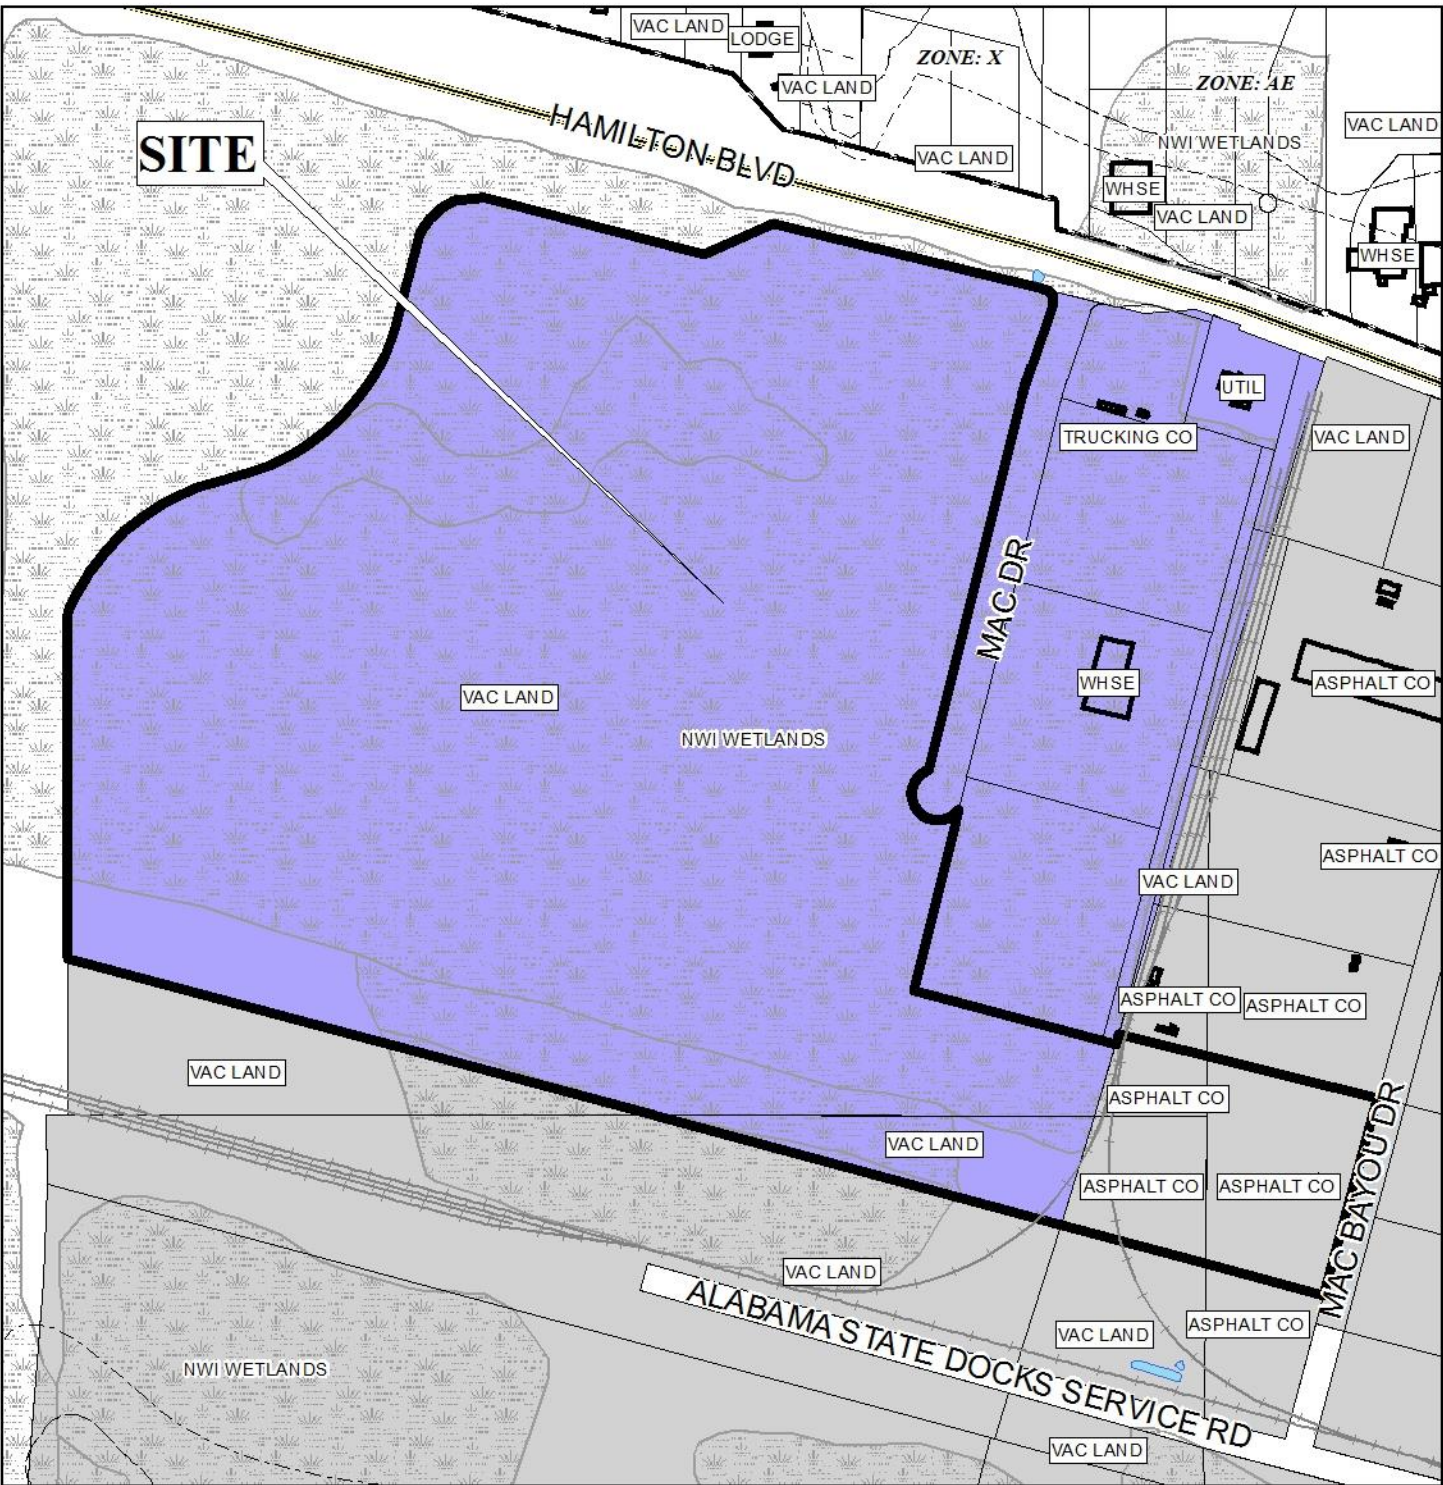 VAC LAND
LODGE
ZONE: X
VAC LAND
ZONE: AE
VAC LAND
HAMILTON BLVD
SITE
NWI WETLANDS
VAC LAND
WHSE
VAC LAND
WHSE
UTIL
TRUCKING CO
VAC LAND
MAC DR
WHSE
ASPHALT CO
VAC LAND
NWI WETLANDS
ASPHALT CO
VAC LAND
ASPHALT CO
ASPHALT CO
VAC LAND
ASPHALT CO
VAC LAND
ASPHALT CO
ASPHALT CO
MAC BAYOU DR
VAC LAND
ALABAMA STATE DOCKS SERVICE RD
VAC LAND
ASPHALT CO
NWI WETLANDS
VAC LAND